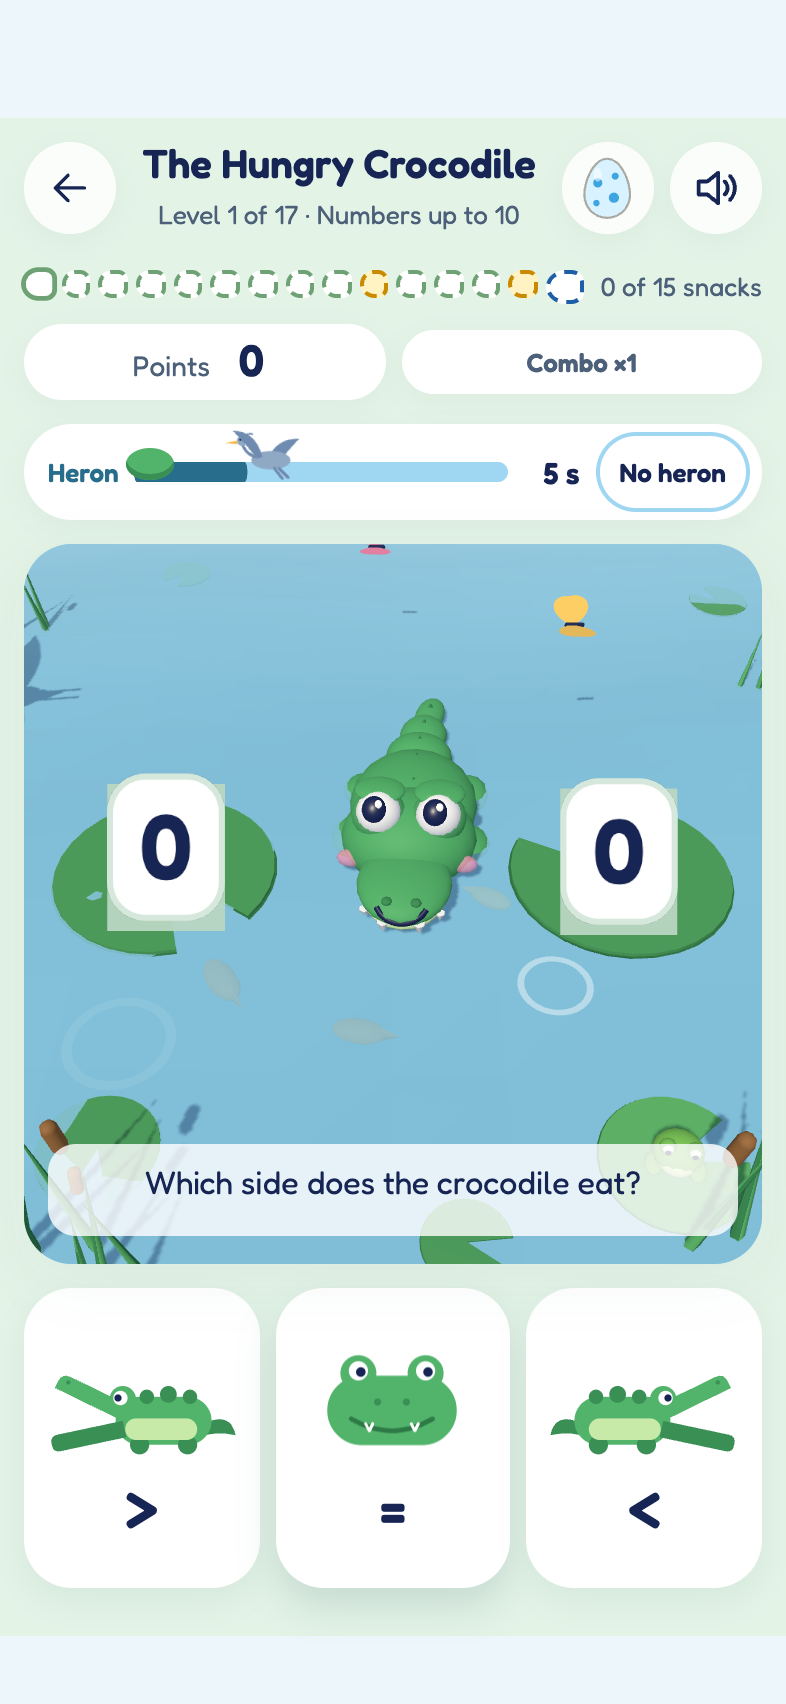 The Hungry Crocodile
Level 1 of 17 · Numbers up to 10
0 of 15 snacks
Points 0
Combo ×1
Heron
5 s
No heron
0
0
Which side does the crocodile eat?
>
=
<